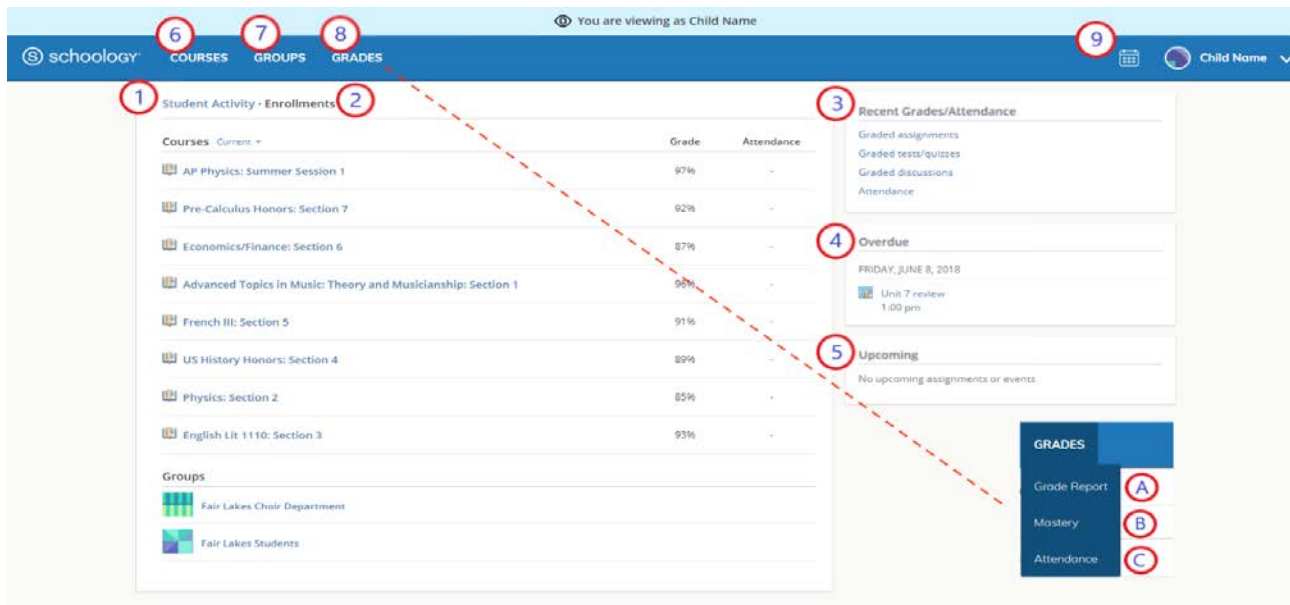 You are viewing as Child Name
6 7 8 9
schoology COURSES GROUPS GRADES Child Name
1 Student Activity · Enrollments 2
Courses Current Grade Attendance
AP Physics: Summer Session 1 97% -
Pre-Calculus Honors: Section 7 92% -
Economics/Finance: Section 6 87% -
Advanced Topics in Music: Theory and Musicianship: Section 1 96% -
French III: Section 5 91% -
US History Honors: Section 4 89% -
Physics: Section 2 85% -
English Lit 1110: Section 3 93% -
Groups
Fair Lakes Choir Department
Fair Lakes Students
3 Recent Grades/Attendance
Graded assignments
Graded tests/quizzes
Graded discussions
Attendance
4 Overdue
FRIDAY, JUNE 8, 2018
Unit 7 review
1:00 pm
5 Upcoming
No upcoming assignments or events
GRADES
Grade Report A
Mastery B
Attendance C